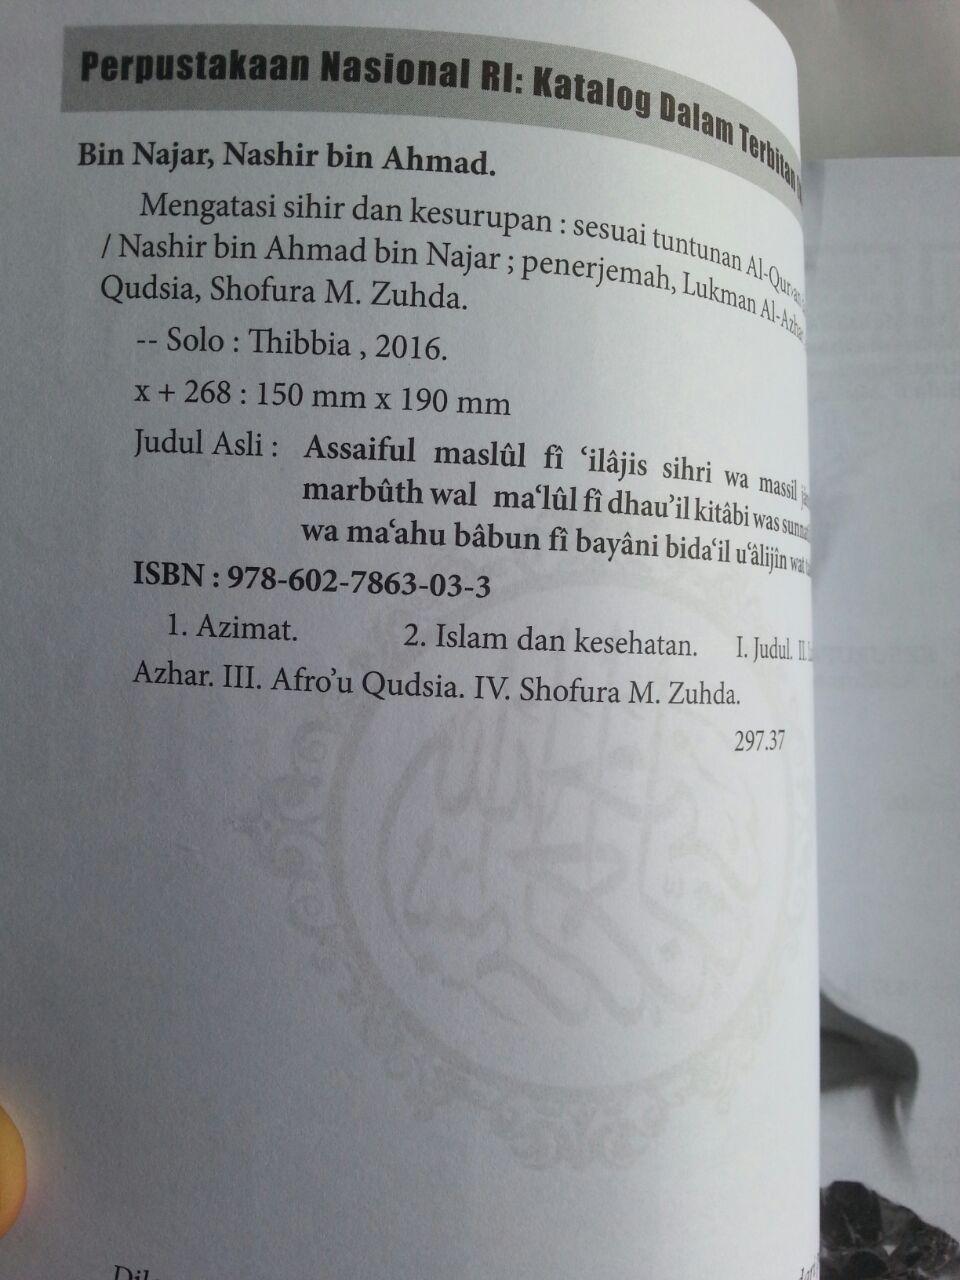 Perpustakaan Nasional RI: Katalog Dalam Terbitan
Bin Najar, Nashir bin Ahmad.
Mengatasi sihir dan kesurupan : sesuai tuntunan Al-Qur'an
/ Nashir bin Ahmad bin Najar ; penerjemah, Lukman Al-Azhar
Qudsia, Shofura M. Zuhda.
-- Solo : Thibbia , 2016.
x + 268 : 150 mm x 190 mm
Judul Asli : Assaiful maslûl fî ‘ilâjis sihri wa massil
marbûth wal ma‘lûl fî dhau’il kitâbi was
wa ma‘ahu bâbun fî bayâni bida‘il u‘âlijîn
ISBN : 978-602-7863-03-3
1. Azimat. 2. Islam dan kesehatan. I. Judul. II.
Azhar. III. Afro’u Qudsia. IV. Shofura M. Zuhda.
297.37